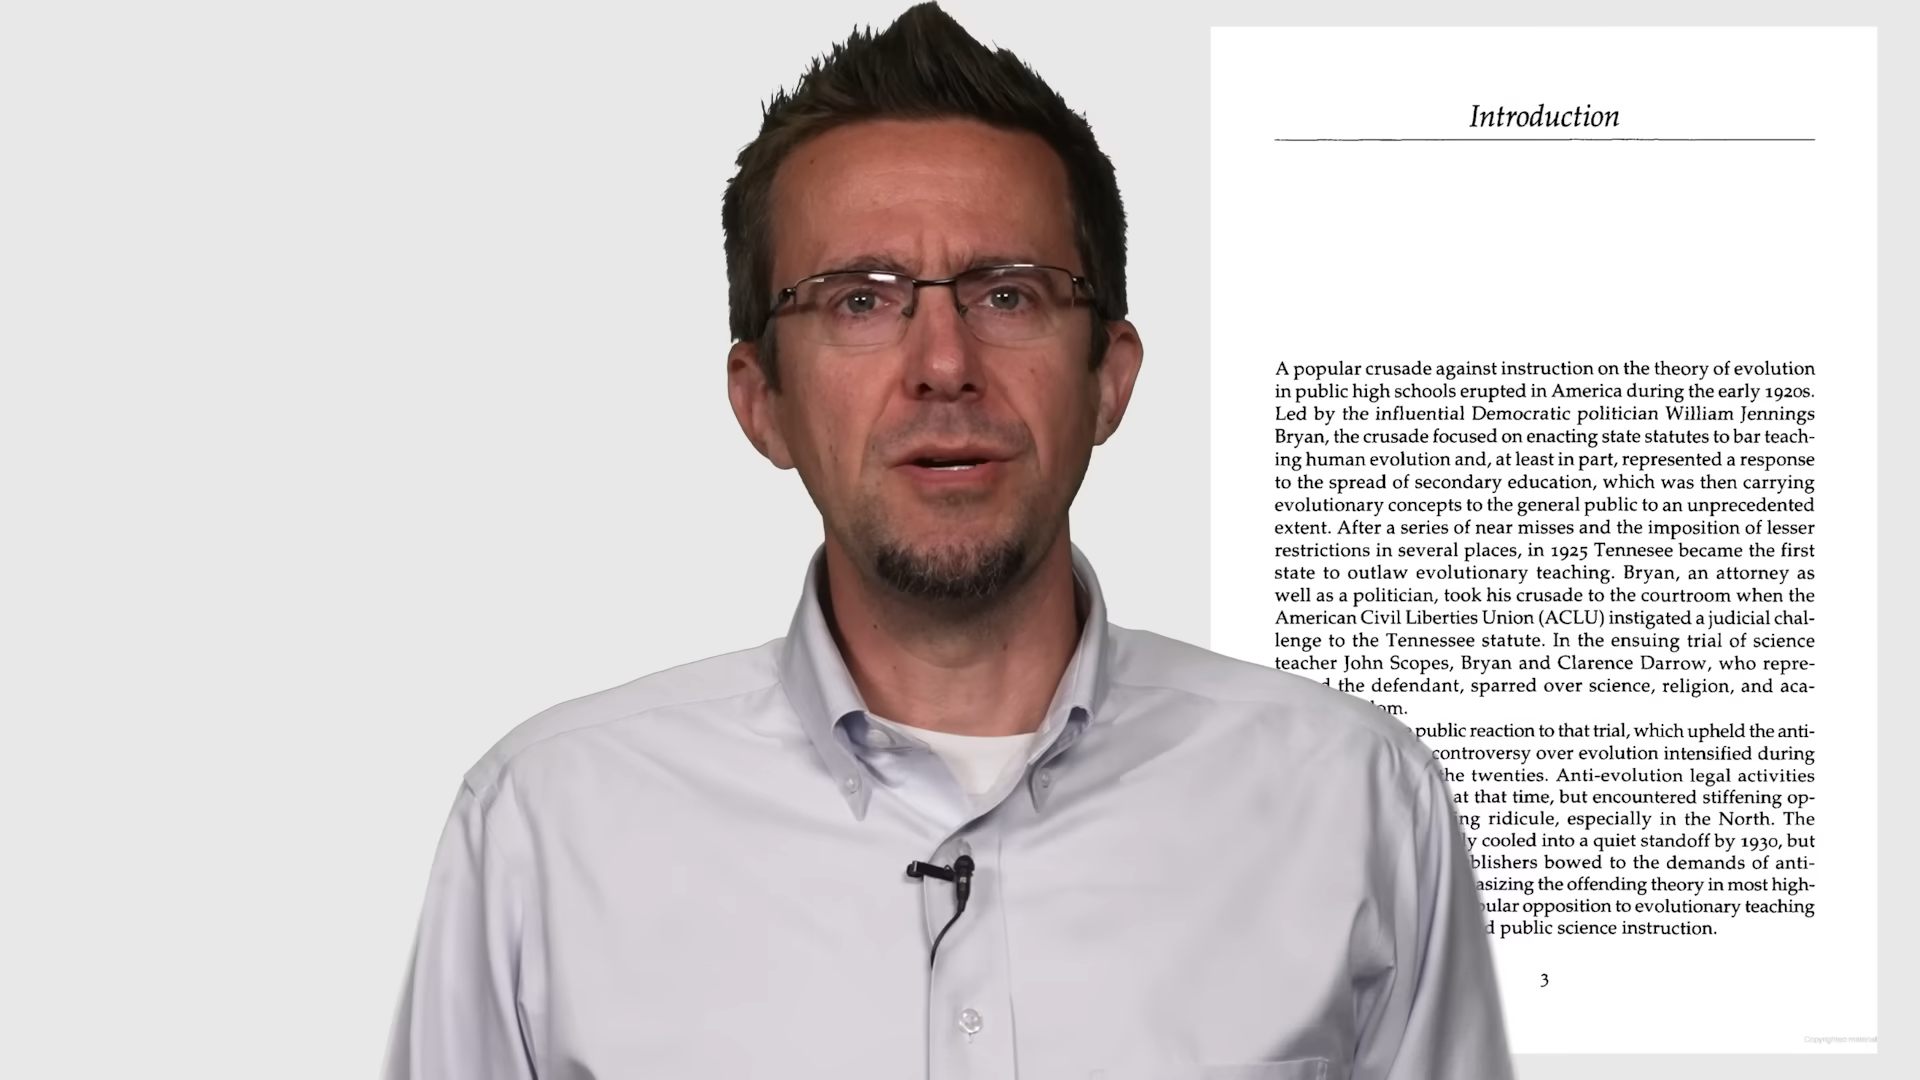 Introduction
A popular crusade against instruction on the theory of evolution
in public high schools erupted in America during the early 1920s.
Led by the influential Democratic politician William Jennings
Bryan, the crusade focused on enacting state statutes to bar teach-
ing human evolution and, at least in part, represented a response
to the spread of secondary education, which was then carrying
evolutionary concepts to the general public to an unprecedented
extent. After a series of near misses and the imposition of lesser
restrictions in several places, in 1925 Tennesee became the first
state to outlaw evolutionary teaching. Bryan, an attorney as
well as a politician, took his crusade to the courtroom when the
American Civil Liberties Union (ACLU) instigated a judicial chal-
lenge to the Tennessee statute. In the ensuing trial of science
teacher John Scopes, Bryan and Clarence Darrow, who repre-
the defendant, sparred over science, religion, and aca-
public reaction to that trial, which upheld the anti-
controversy over evolution intensified during
the twenties. Anti-evolution legal activities
at that time, but encountered stiffening op-
ridicule, especially in the North. The
cooled into a quiet standoff by 1930, but
bowed to the demands of anti-
the offending theory in most high-
opposition to evolutionary teaching
public science instruction.
3
Copyrighted material